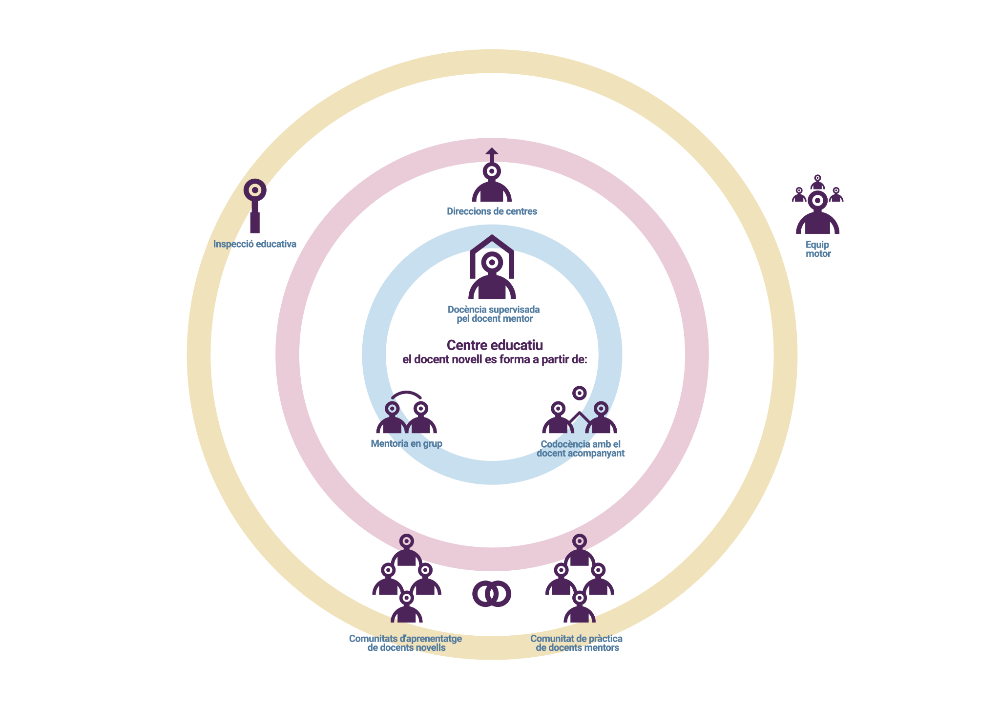 Direccions de centres
Inspecció educativa
Equip
motor
Docència supervisada
pel docent mentor
Centre educatiu
el docent novell es forma a partir de:
Mentoria en grup
Codocència amb el
docent acompanyant
Comunitats d'aprenentatge
de docents novells
Comunitat de pràctica
de docents mentors